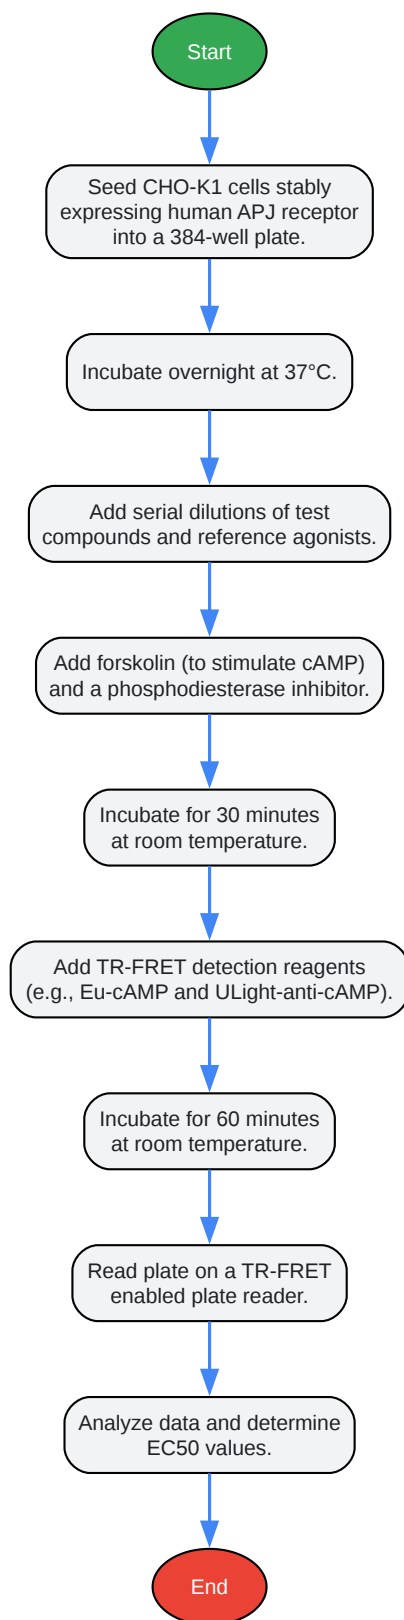 Start
Seed CHO-K1 cells stably
expressing human APJ receptor
into a 384-well plate.
Incubate overnight at 37°C.
Add serial dilutions of test
compounds and reference agonists.
Add forskolin (to stimulate cAMP)
and a phosphodiesterase inhibitor.
Incubate for 30 minutes
at room temperature.
Add TR-FRET detection reagents
(e.g., Eu-cAMP and ULight-anti-cAMP).
Incubate for 60 minutes
at room temperature.
Read plate on a TR-FRET
enabled plate reader.
Analyze data and determine
EC50 values.
End